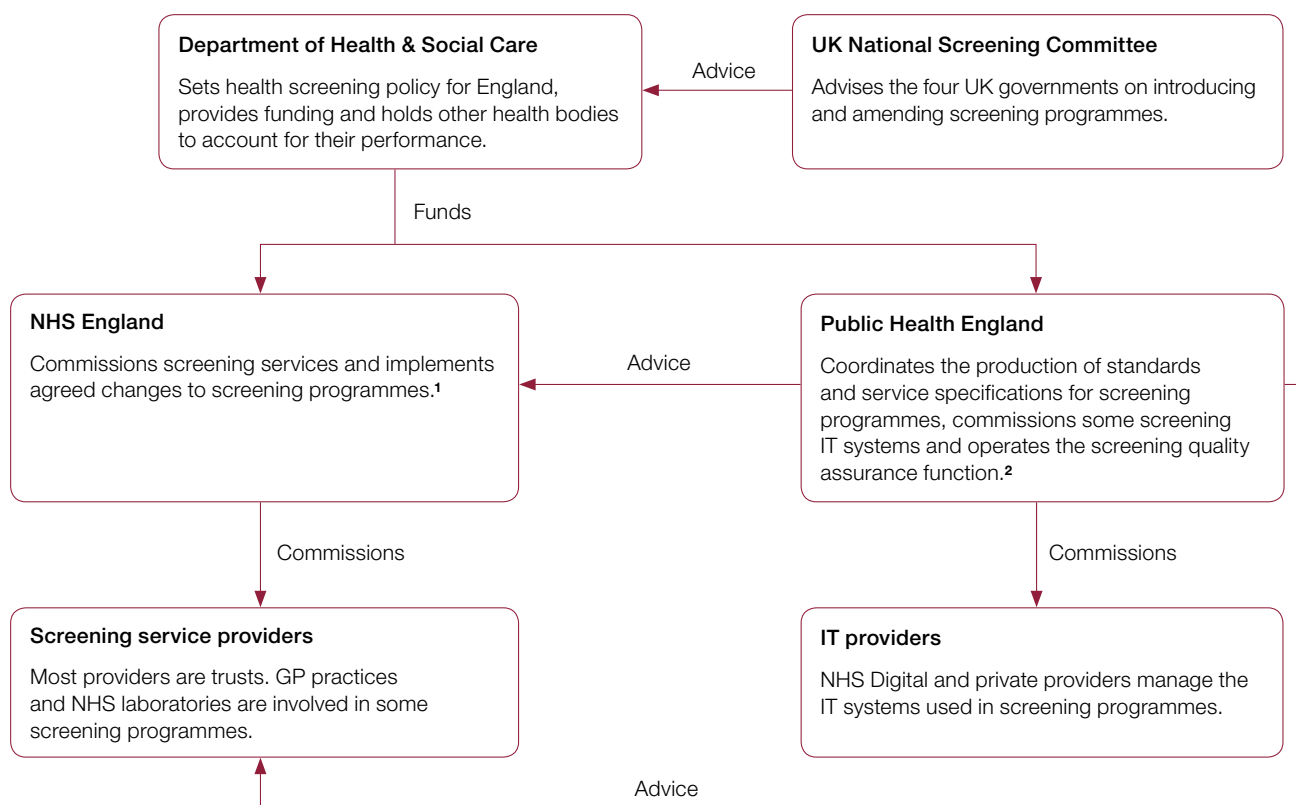 Department of Health & Social Care
Sets health screening policy for England,
provides funding and holds other health bodies
to account for their performance.
Advice
UK National Screening Committee
Advises the four UK governments on introducing
and amending screening programmes.
Funds
NHS England
Commissions screening services and implements
agreed changes to screening programmes.1
Advice
Public Health England
Coordinates the production of standards
and service specifications for screening
programmes, commissions some screening
IT systems and operates the screening quality
assurance function.2
Commissions
Commissions
Screening service providers
Most providers are trusts. GP practices
and NHS laboratories are involved in some
screening programmes.
IT providers
NHS Digital and private providers manage the
IT systems used in screening programmes.
Advice